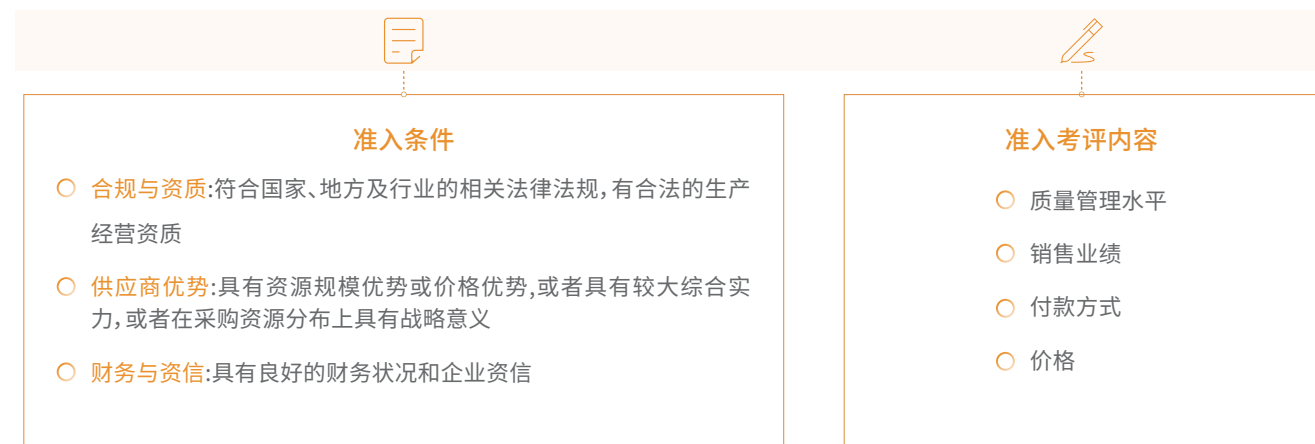 准入条件
合规与资质:符合国家、地方及行业的相关法律法规，有合法的生产
经营资质
供应商优势:具有资源规模优势或价格优势,或者具有较大综合实
力，或者在采购资源分布上具有战略意义
财务与资信:具有良好的财务状况和企业资信
准入考评内容
质量管理水平
销售业绩
付款方式
价格